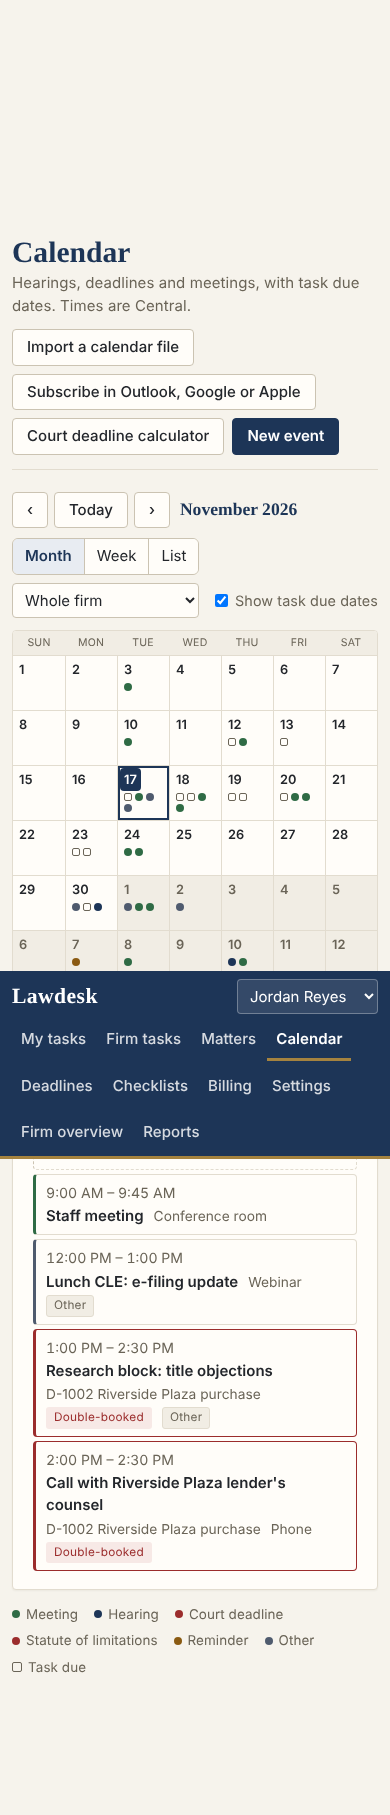 Calendar
Hearings, deadlines and meetings, with task due
dates. Times are Central.
Import a calendar file
Subscribe in Outlook, Google or Apple
Court deadline calculator New event
‹ Today › November 2026
Month Week List
Whole firm Show task due dates
SUN MON TUE WED THU FRI SAT
1 2 3 4 5 6 7
8 9 10 11 12 13 14
15 16 17 18 19 20 21
22 23 24 25 26 27 28
29 30 1 2 3 4 5
6 7 8 9 10 11 12
Lawdesk Jordan Reyes
My tasks Firm tasks Matters Calendar
Deadlines Checklists Billing Settings
Firm overview Reports
9:00 AM – 9:45 AM
Staff meeting Conference room
12:00 PM – 1:00 PM
Lunch CLE: e-filing update Webinar
Other
1:00 PM – 2:30 PM
Research block: title objections
D-1002 Riverside Plaza purchase
Double-booked Other
2:00 PM – 2:30 PM
Call with Riverside Plaza lender's
counsel
D-1002 Riverside Plaza purchase Phone
Double-booked
Meeting Hearing Court deadline
Statute of limitations Reminder Other
Task due